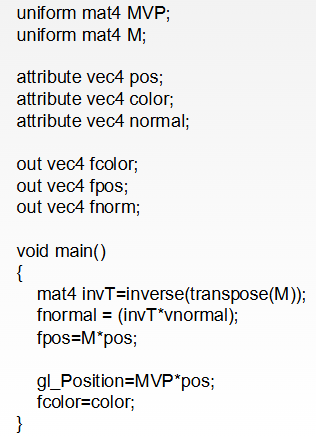 uniform mat4 MVP;
uniform mat4 M;
attribute vec4 pos;
attribute vec4 color;
attribute vec4 normal;
out vec4 fcolor;
out vec4 fpos;
out vec4 fnorm;
void main()
{
mat4 invT=inverse(transpose(M));
fnormal = (invT*vnormal);
fpos=M*pos;
gl_Position=MVP*pos;
fcolor=color;
}